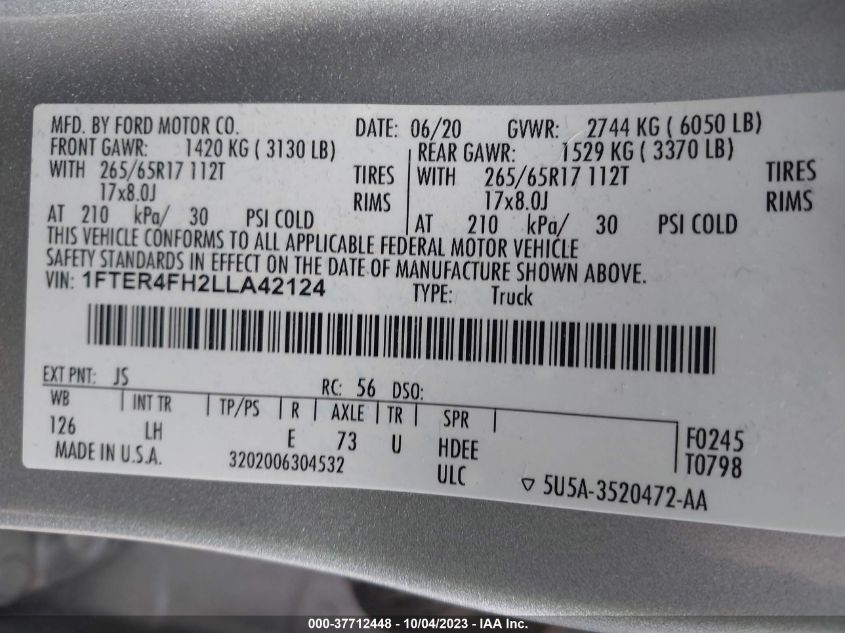 MFD. BY FORD MOTOR CO. DATE: 06/20 GVWR: 2744 KG ( 6050 LB)
FRONT GAWR: 1420 KG ( 3130 LB) REAR GAWR: 1529 KG ( 3370 LB)
WITH 265/65R17 112T TIRES WITH 265/65R17 112T TIRES
17x8.0J RIMS 17x8.0J RIMS
AT 210 kPa/ 30 PSI COLD AT 210 kPa/ 30 PSI COLD
THIS VEHICLE CONFORMS TO ALL APPLICABLE FEDERAL MOTOR VEHICLE
SAFETY STANDARDS IN EFFECT ON THE DATE OF MANUFACTURE SHOWN ABOVE.
VIN: 1FTER4FH2LLA42124 TYPE: Truck
EXT PNT: JS RC: 56 DSO:
WB INT TR TP/PS R AXLE TR SPR
126 LH E 73 U HDEE F0245
MADE IN U.S.A. 3202006304532 ULC T0798
▽ 5U5A-3520472-AA
000-37712448 - 10/04/2023 - IAA Inc.